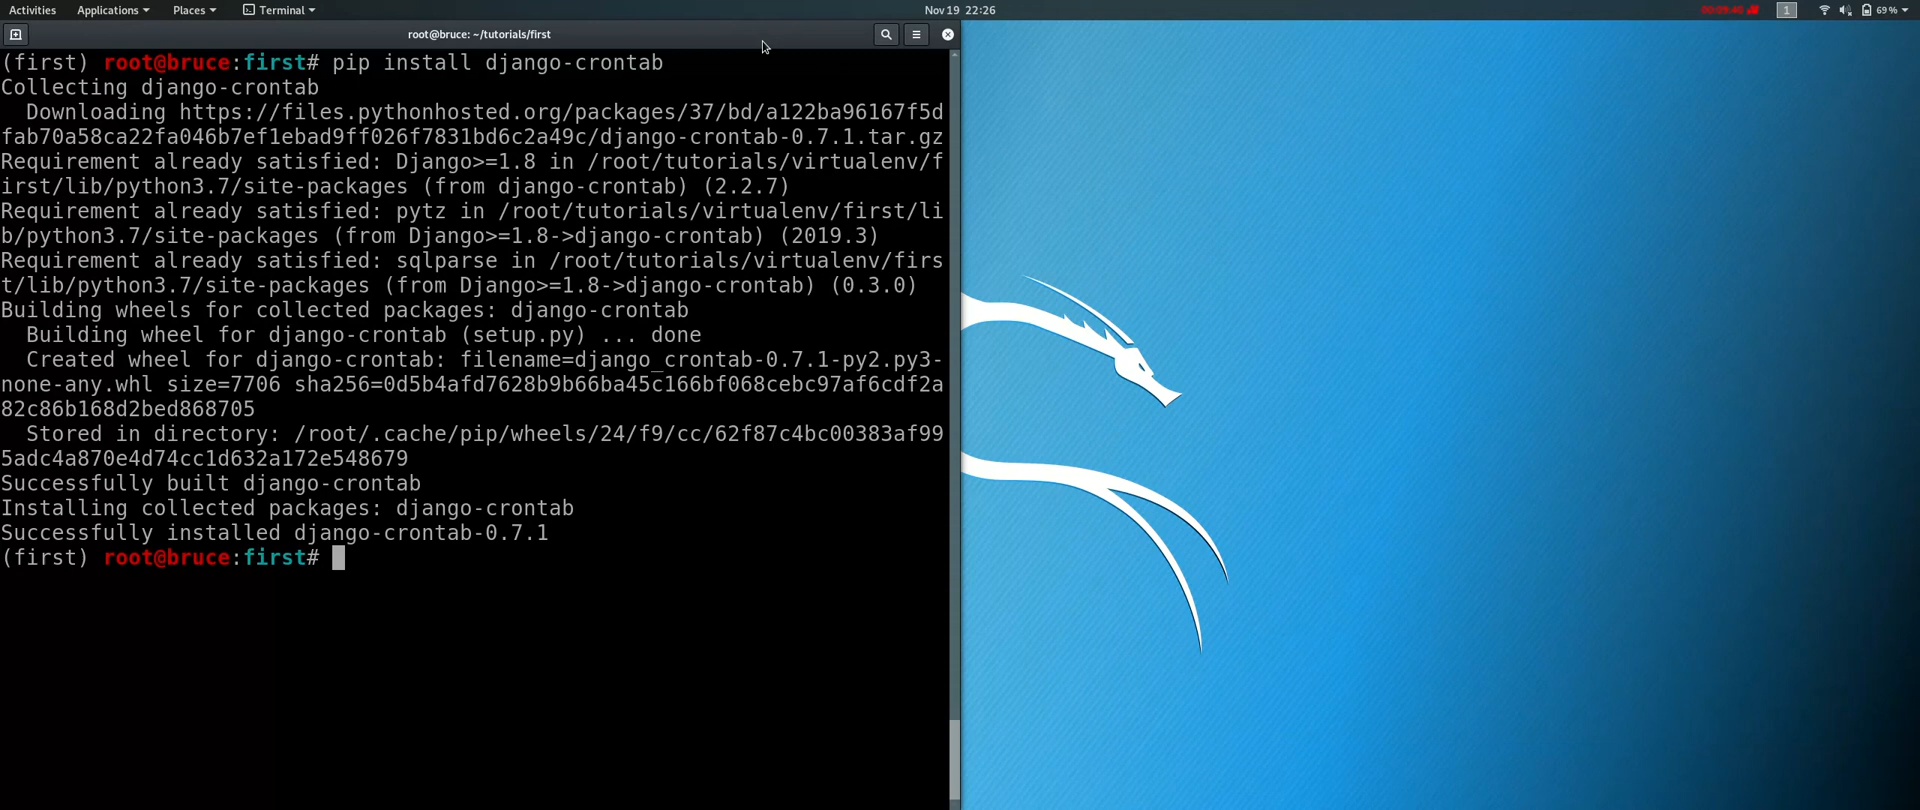 Activities Applications Places Terminal Nov 19 22:26 1 69 %
root@bruce: ~/tutorials/first
(first) root@bruce:first# pip install django-crontab
Collecting django-crontab
Downloading https://files.pythonhosted.org/packages/37/bd/a122ba96167f5d
fab70a58ca22fa046b7ef1ebad9ff026f7831bd6c2a49c/django-crontab-0.7.1.tar.gz
Requirement already satisfied: Django>=1.8 in /root/tutorials/virtualenv/f
irst/lib/python3.7/site-packages (from django-crontab) (2.2.7)
Requirement already satisfied: pytz in /root/tutorials/virtualenv/first/li
b/python3.7/site-packages (from Django>=1.8->django-crontab) (2019.3)
Requirement already satisfied: sqlparse in /root/tutorials/virtualenv/firs
t/lib/python3.7/site-packages (from Django>=1.8->django-crontab) (0.3.0)
Building wheels for collected packages: django-crontab
Building wheel for django-crontab (setup.py) ... done
Created wheel for django-crontab: filename=django_crontab-0.7.1-py2.py3-
none-any.whl size=7706 sha256=0d5b4afd7628b9b66ba45c166bf068cebc97af6cdf2a
82c86b168d2bed868705
Stored in directory: /root/.cache/pip/wheels/24/f9/cc/62f87c4bc00383af99
5adc4a870e4d74cc1d632a172e548679
Successfully built django-crontab
Installing collected packages: django-crontab
Successfully installed django-crontab-0.7.1
(first) root@bruce:first#